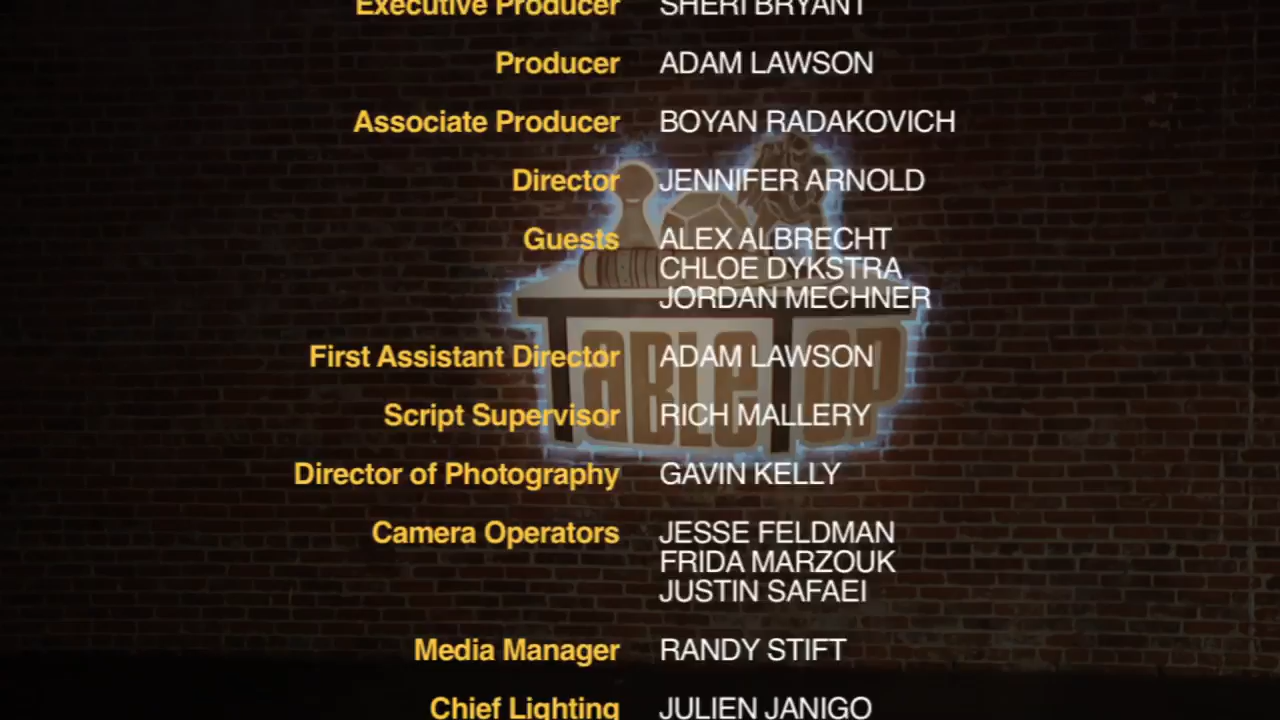 Executive Producer SHERI BRYANT
Producer ADAM LAWSON
Associate Producer BOYAN RADAKOVICH
Director JENNIFER ARNOLD
Guests ALEX ALBRECHT
CHLOE DYKSTRA
JORDAN MECHNER
First Assistant Director ADAM LAWSON
Script Supervisor RICH MALLERY
Director of Photography GAVIN KELLY
Camera Operators JESSE FELDMAN
FRIDA MARZOUK
JUSTIN SAFAEI
Media Manager RANDY STIFT
Chief Lighting JULIEN JANIGO
aBLe TOP